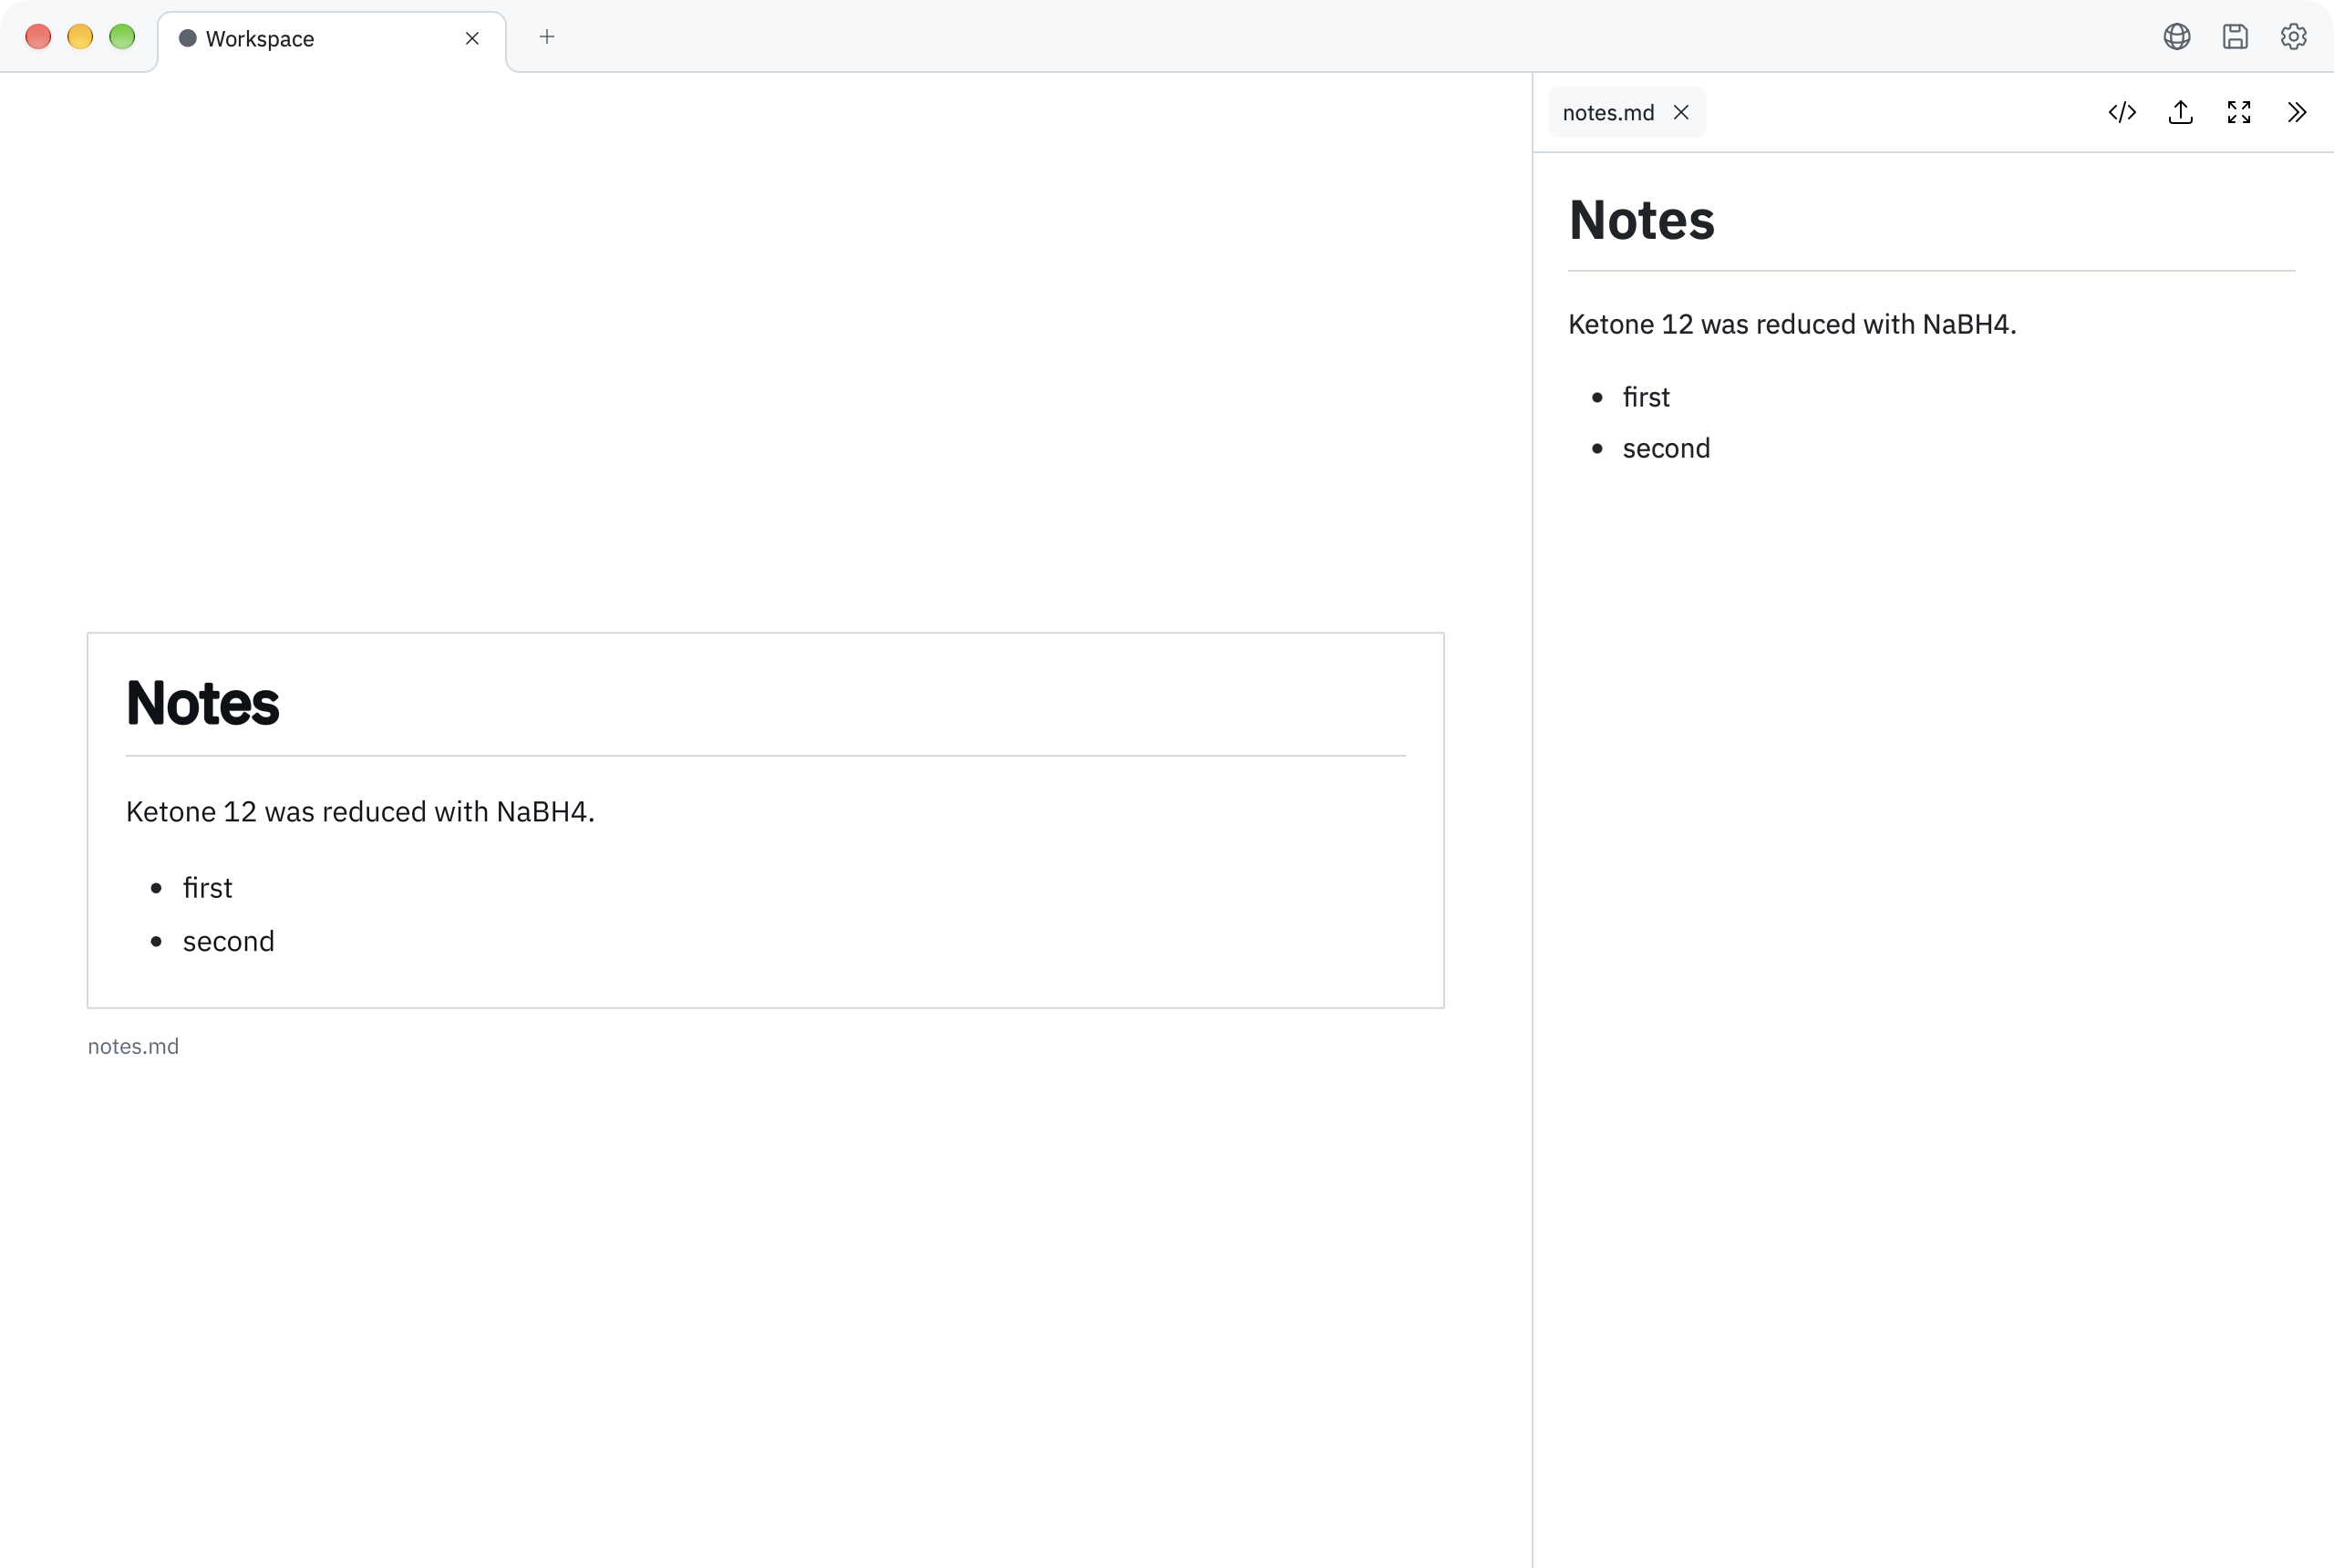 Workspace
Notes
Ketone 12 was reduced with NaBH4.
first
second
notes.md
notes.md
Notes
Ketone 12 was reduced with NaBH4.
first
second